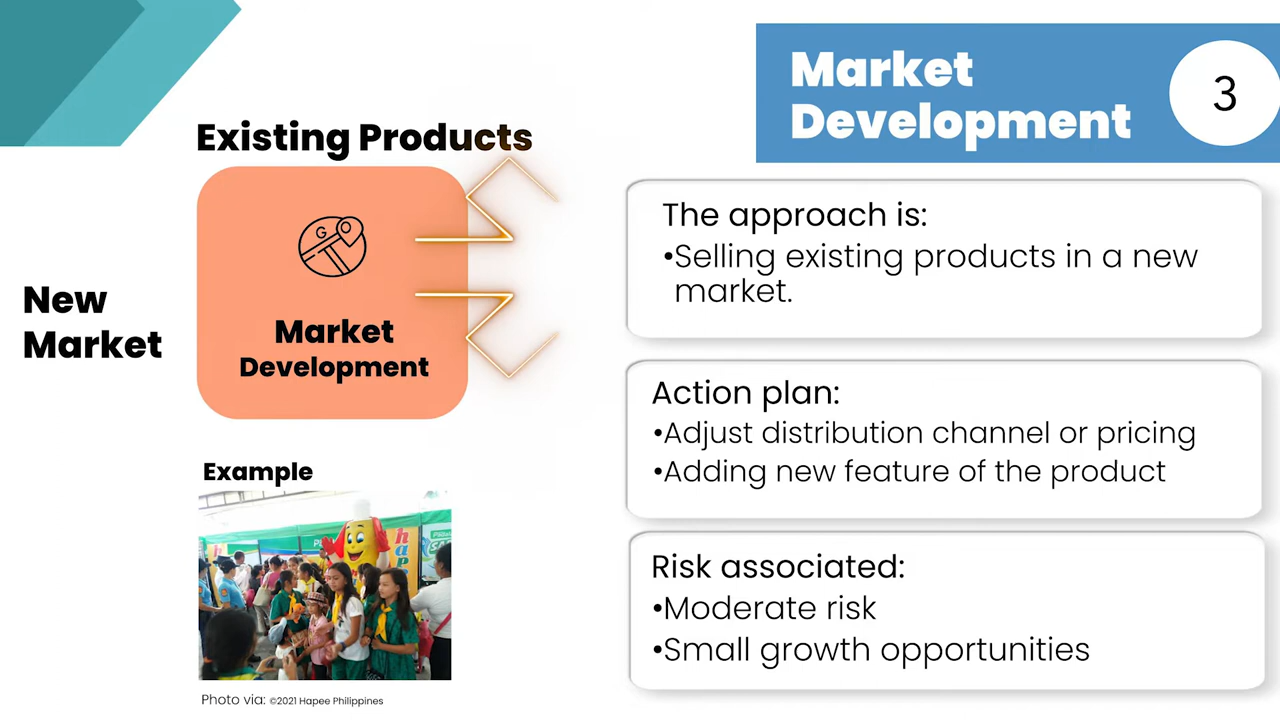 Market
Development
3
Existing Products
G
New
Market
Market
Development
The approach is:
•Selling existing products in a new
market.
Action plan:
•Adjust distribution channel or pricing
•Adding new feature of the product
Risk associated:
•Moderate risk
•Small growth opportunities
Example
hap
Photo via: ©2021 Hapee Philippines